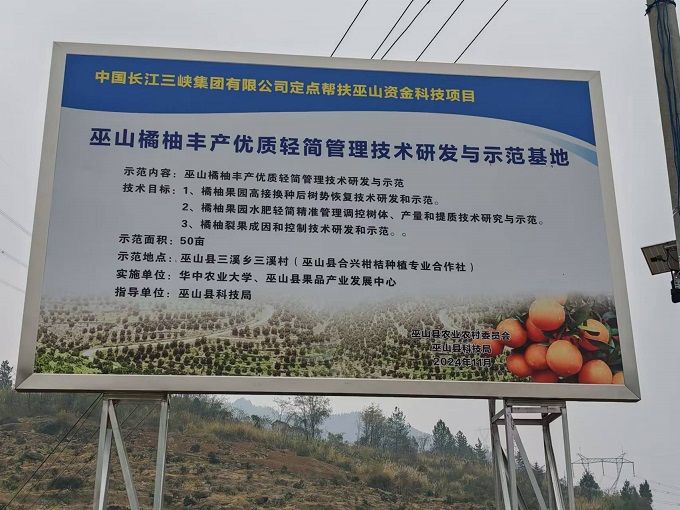 中国长江三峡集团有限公司定点帮扶巫山资金科技项目
巫山橘柚丰产优质轻简管理技术研发与示范基地
示范内容：巫山橘柚丰产优质轻简管理技术研发与示范
技术目标：1、橘柚果园高接换种后树势恢复技术研发和示范。
2、橘柚果园水肥轻简精准管理调控树体、产量和提质技术研究与示范。
3、橘柚裂果成因和控制技术研发和示范。。
示范面积：50亩
示范地点：巫山县三溪乡三溪村（巫山县合兴柑桔种植专业合作社）
实施单位：华中农业大学、巫山县果品产业发展中心
指导单位：巫山县科技局
巫山县农业农村委员会
巫山县科技局
2024年11月